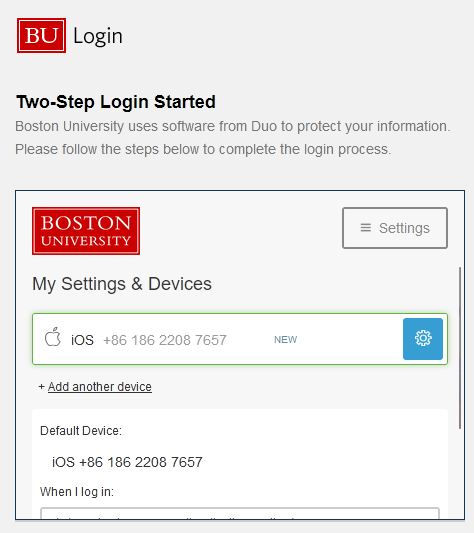 BU Login
Two-Step Login Started
Boston University uses software from Duo to protect your information.
Please follow the steps below to complete the login process.
BOSTON
UNIVERSITY
≡ Settings
My Settings & Devices
iOS +86 186 2208 7657 NEW
+ Add another device
Default Device:
iOS +86 186 2208 7657
When I log in: